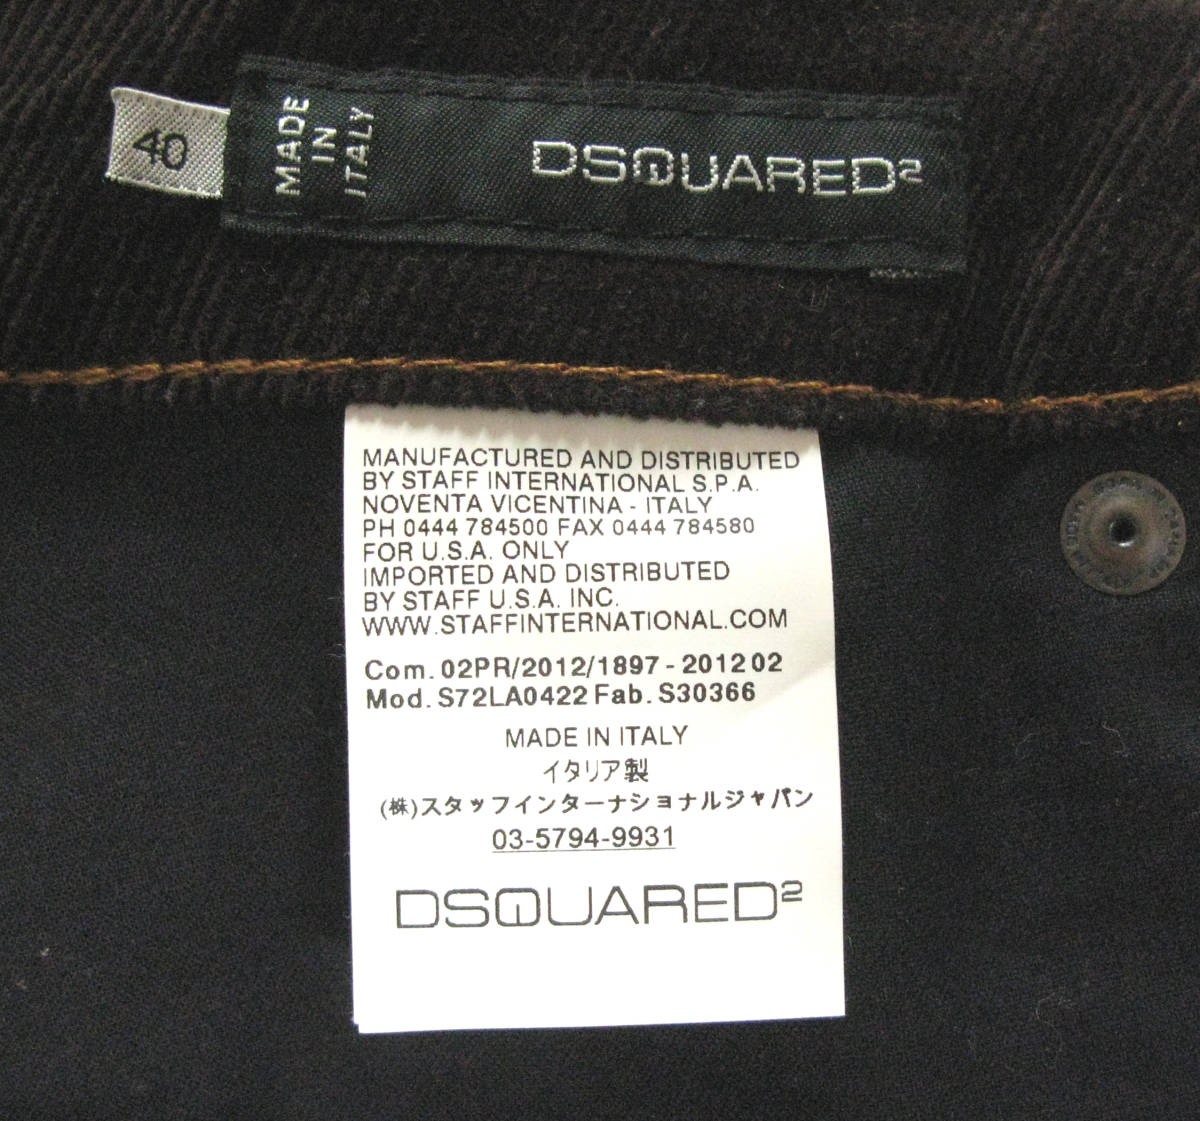 40
MADE
IN
ITALY
DSQUARED2
MANUFACTURED AND DISTRIBUTED
BY STAFF INTERNATIONAL S.P.A.
NOVENTA VICENTINA - ITALY
PH 0444 784500 FAX 0444 784580
FOR U.S.A. ONLY
IMPORTED AND DISTRIBUTED
BY STAFF U.S.A. INC.
WWW.STAFFINTERNATIONAL.COM
Com. 02PR/2012/1897 - 2012 02
Mod. S72LA0422 Fab. S30366
MADE IN ITALY
イタリア製
(株)スタッフインターナショナルジャパン
03-5794-9931
DSQUARED2